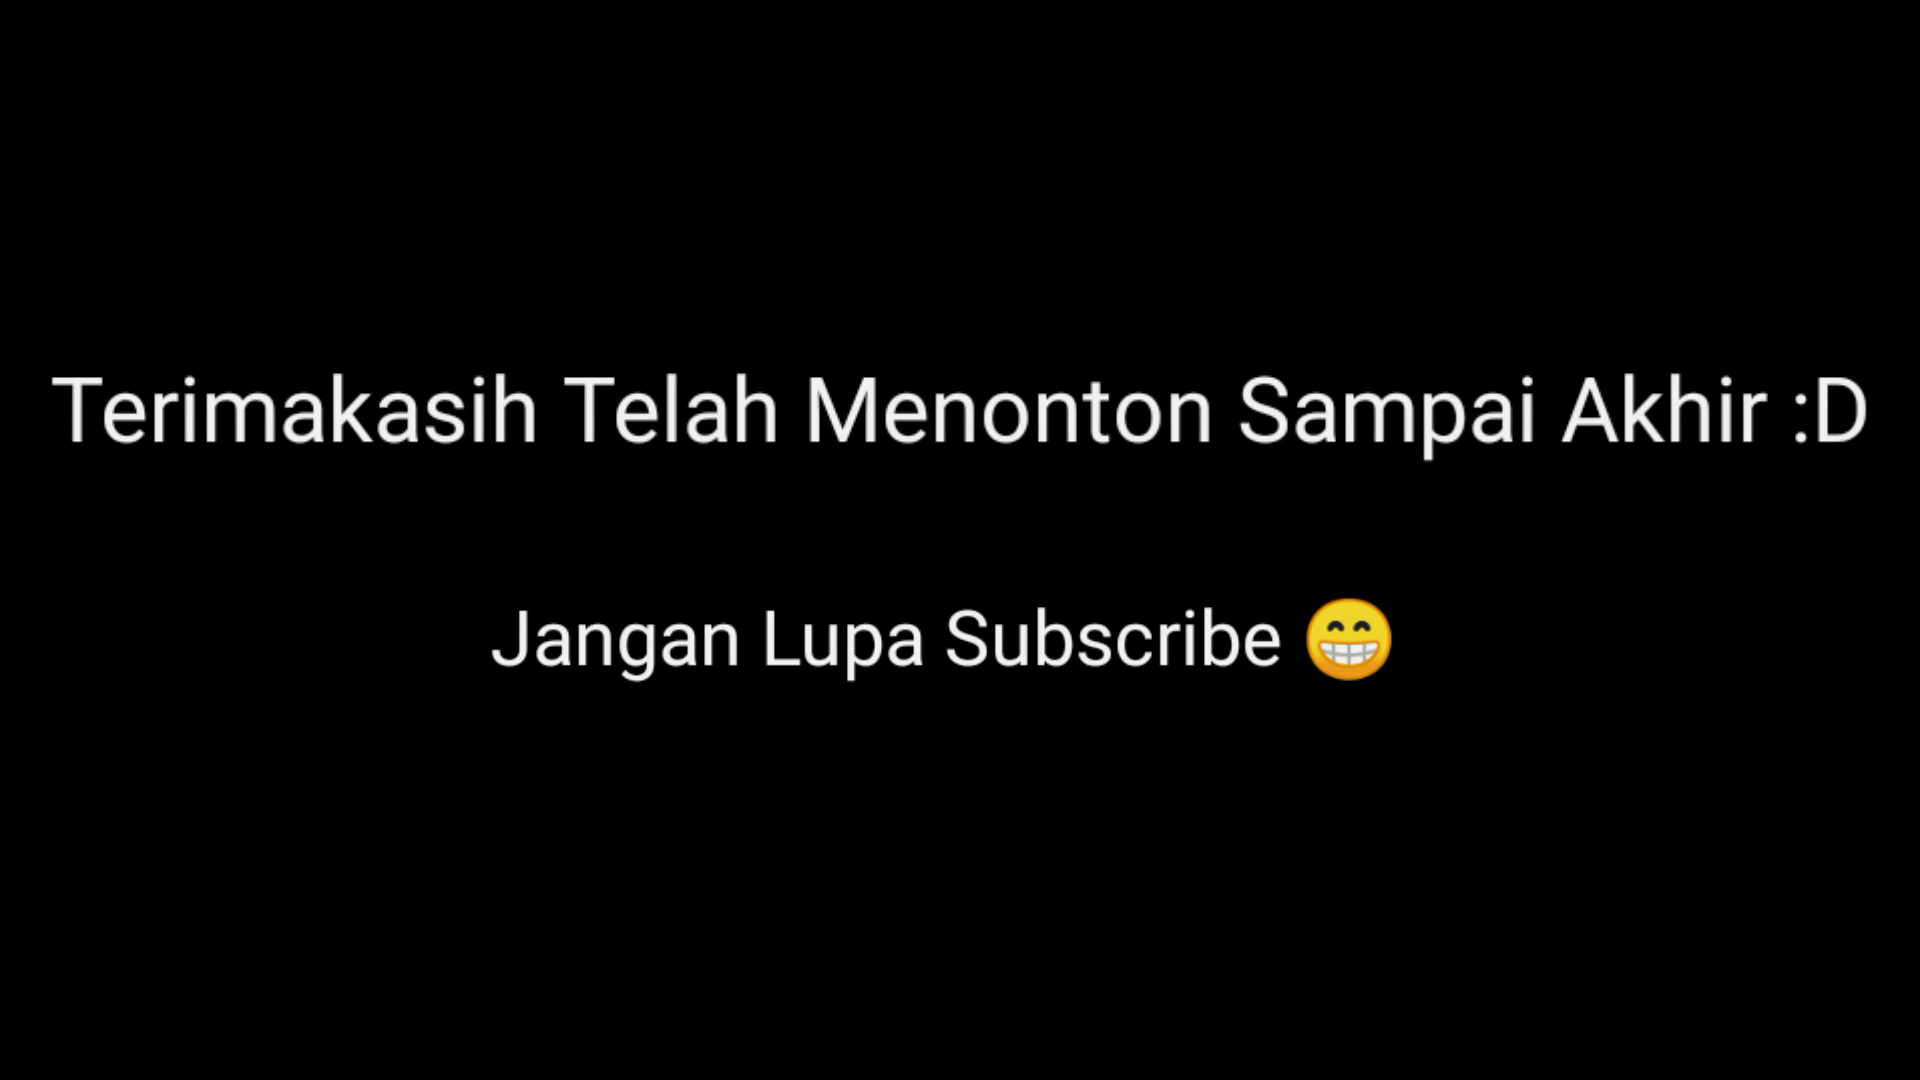 Terimakasih Telah Menonton Sampai Akhir :D
Jangan Lupa Subscribe 😁